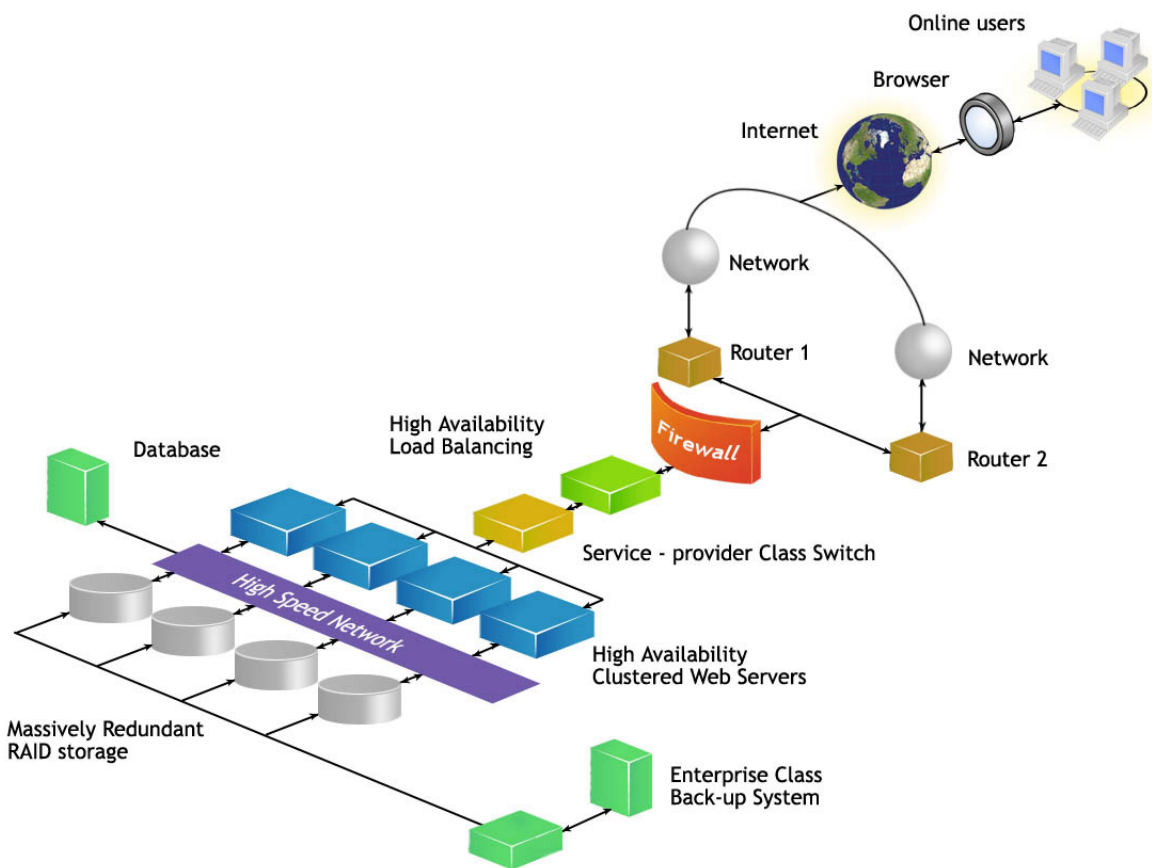 Online users
Browser
Internet
Network
Router 1
Network
High Availability
Load Balancing
Firewall
Router 2
Database
Service - provider Class Switch
High Speed Network
High Availability
Clustered Web Servers
Massively Redundant
RAID storage
Enterprise Class
Back-up System